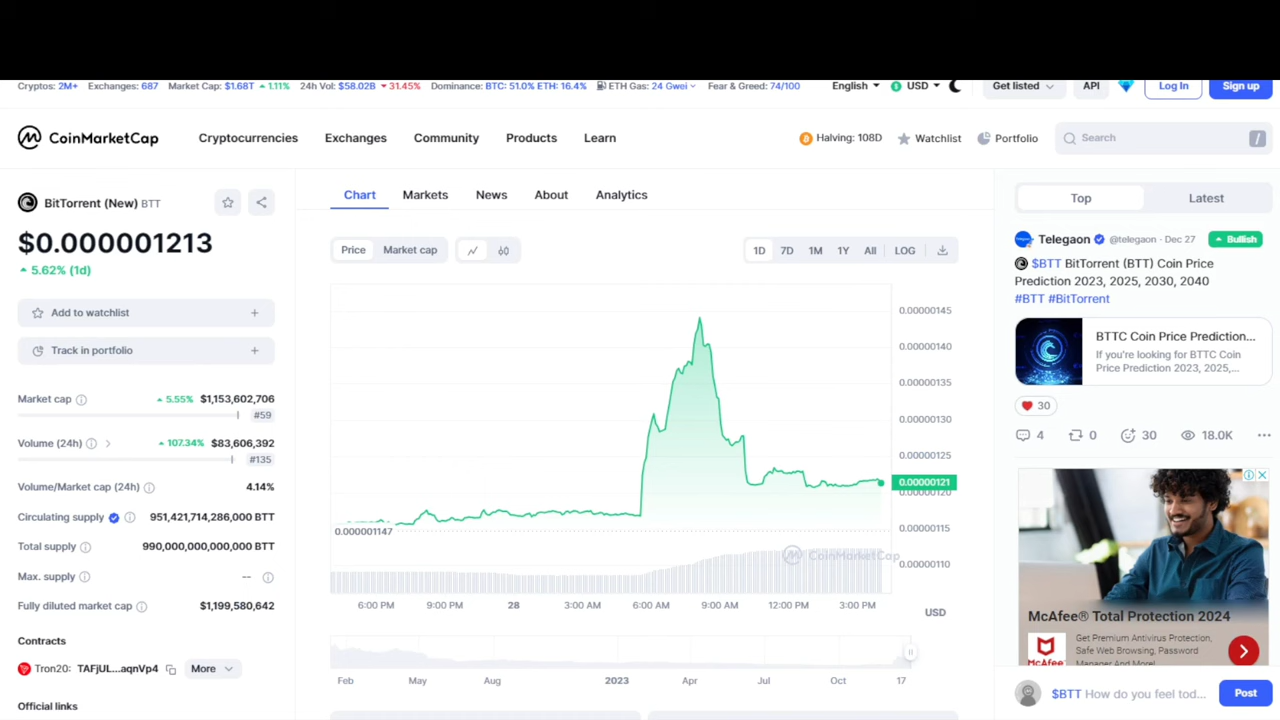 Cryptos: 2M+ Exchanges: 687 Market Cap: $1.68T 1.11% 24h Vol: $58.02B 31.45% Dominance: BTC: 51.0% ETH: 16.4% ETH Gas: 24 Gwei Fear & Greed: 74/100 English USD Get listed API Log In Sign up
CoinMarketCap Cryptocurrencies Exchanges Community Products Learn Halving: 108D Watchlist Portfolio Search /
BitTorrent (New) BTT
$0.000001213
5.62% (1d)
Add to watchlist +
Track in portfolio +
Market cap 5.55% $1,153,602,706
#59
Volume (24h) 107.34% $83,606,392
#135
Volume/Market cap (24h) 4.14%
Circulating supply 951,421,714,286,000 BTT
Total supply 990,000,000,000,000 BTT
Max. supply --
Fully diluted market cap $1,199,580,642
Contracts
Tron20: TAFjUL...aqnVp4 More
Official links
Chart Markets News About Analytics
Price Market cap 1D 7D 1M 1Y All LOG
0.00000145
0.00000140
0.00000135
0.00000130
0.00000125
0.00000121
0.00000120
0.00000115
0.00000110
0.000001147
CoinMarketCap
6:00 PM 9:00 PM 28 3:00 AM 6:00 AM 9:00 AM 12:00 PM 3:00 PM
USD
Feb May Aug 2023 Apr Jul Oct 17
Top Latest
Telegaon @telegaon · Dec 27 Bullish
$BTT BitTorrent (BTT) Coin Price
Prediction 2023, 2025, 2030, 2040
#BTT #BitTorrent
BTTC Coin Price Prediction...
If you're looking for BTTC Coin
Price Prediction 2023, 2025,...
30
4 0 30 18.0K
McAfee® Total Protection 2024
McAfee
Get Premium Antivirus Protection,
Safe Web Browsing, Password
Manager And More!
$BTT How do you feel tod... Post